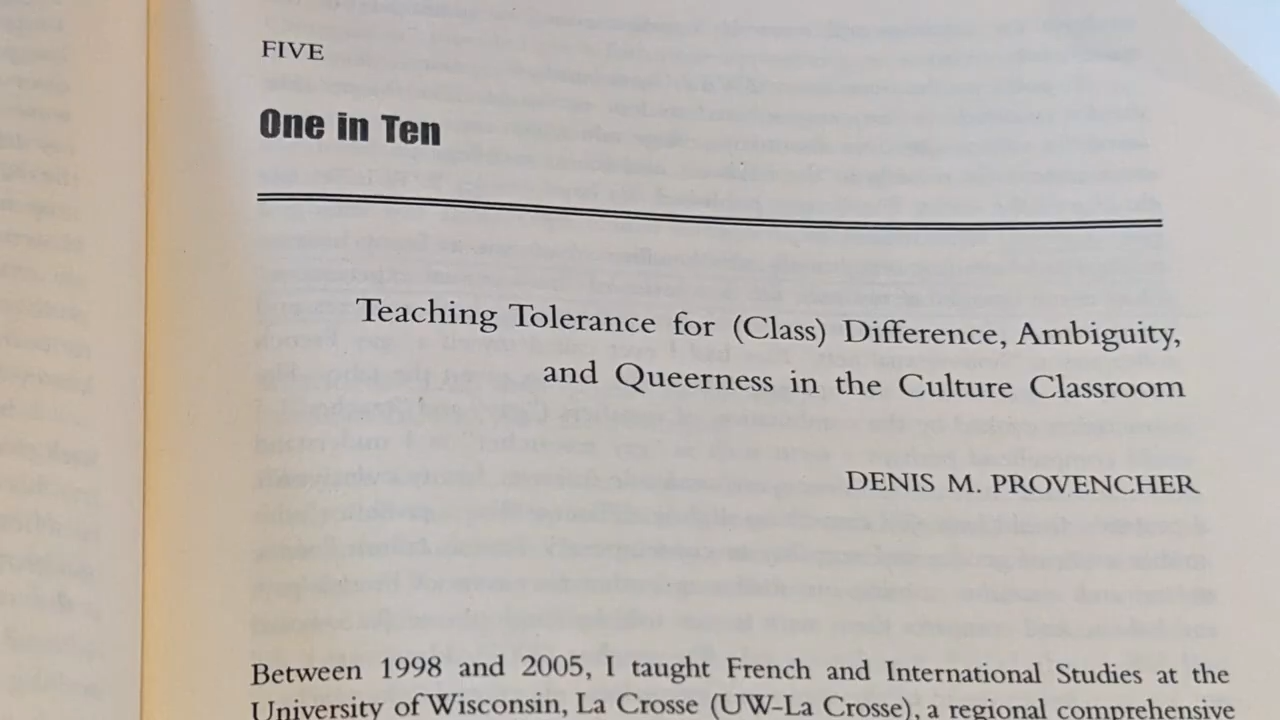 FIVE
One in Ten
Teaching Tolerance for (Class) Difference, Ambiguity,
and Queerness in the Culture Classroom
DENIS M. PROVENCHER
Between 1998 and 2005, I taught French and International Studies at the
University of Wisconsin, La Crosse (UW–La Crosse), a regional comprehensive